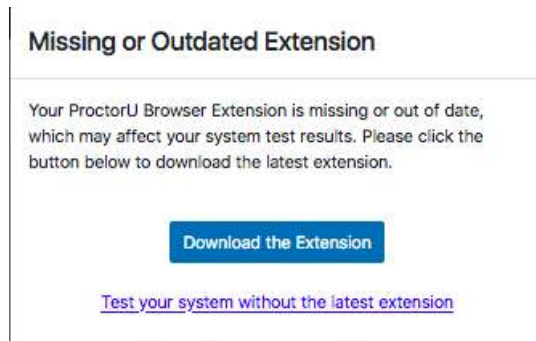 Missing or Outdated Extension
Your ProctorU Browser Extension is missing or out of date,
which may affect your system test results. Please click the
button below to download the latest extension.
Download the Extension
Test your system without the latest extension